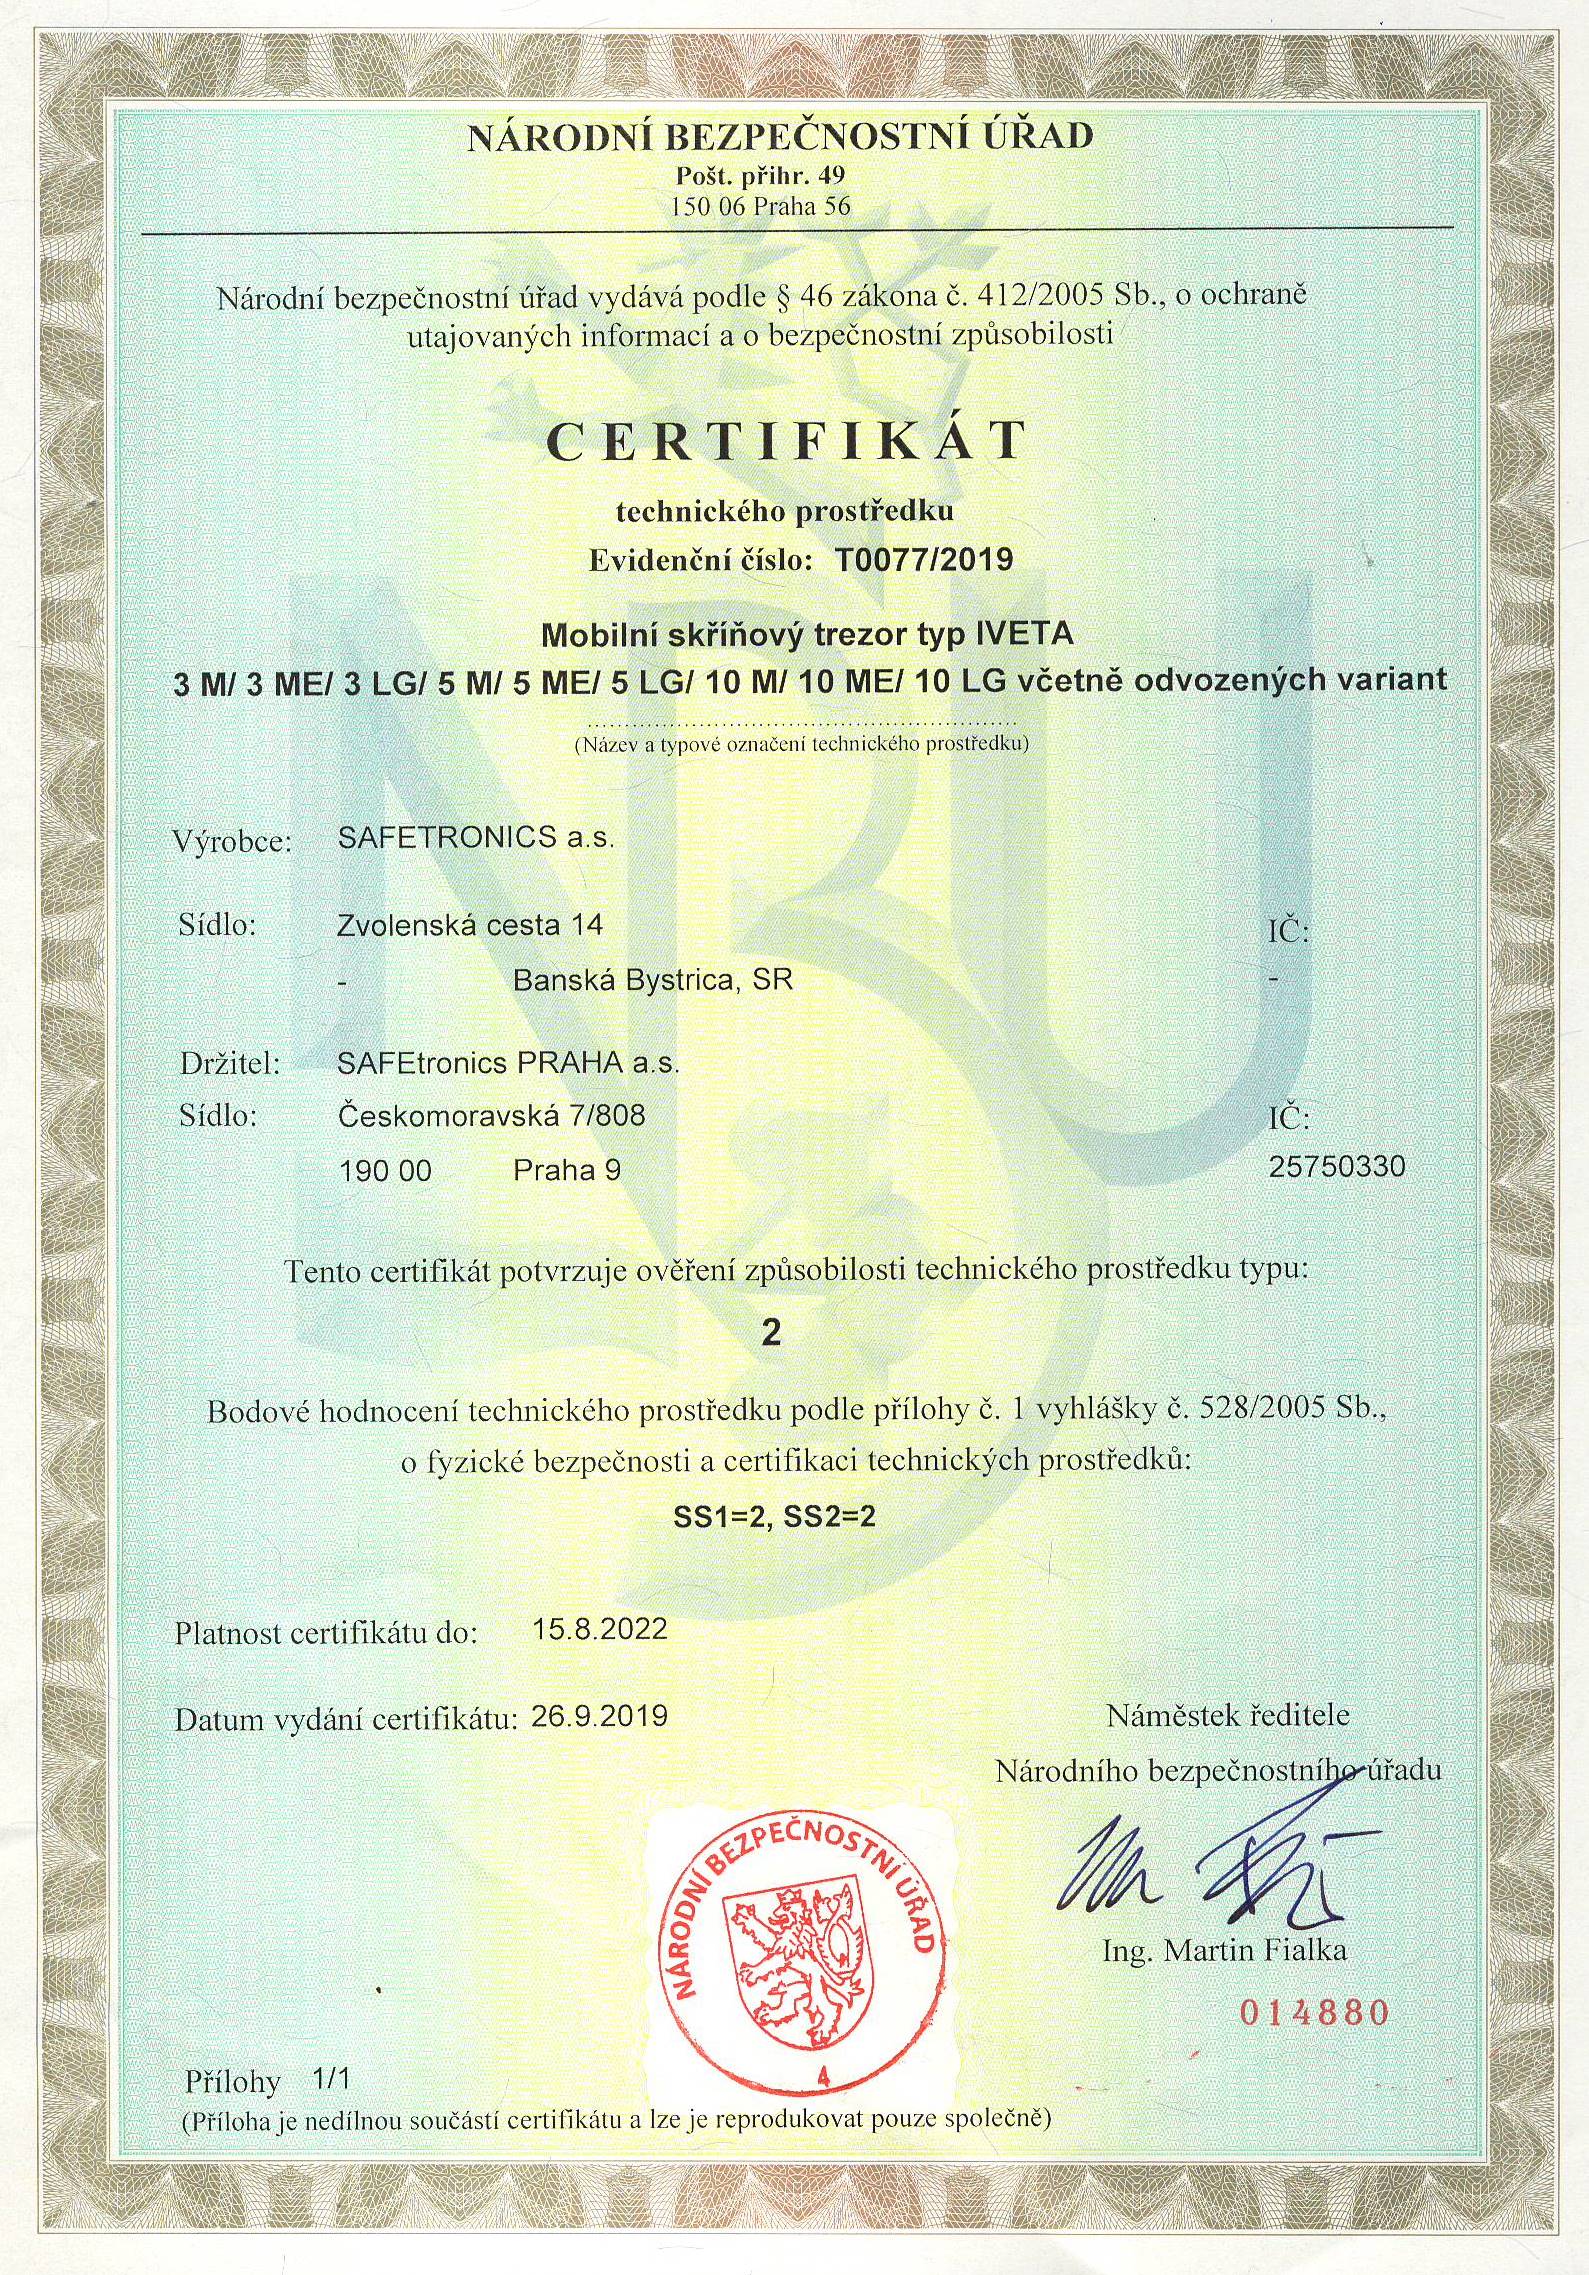 NÁRODNÍ BEZPEČNOSTNÍ ÚŘAD
Pošt. přihr. 49
150 06 Praha 56
Národní bezpečnostní úřad vydává podle § 46 zákona č. 412/2005 Sb., o ochraně
utajovaných informací a o bezpečnostní způsobilosti
CERTIFIKÁT
technického prostředku
Evidenční číslo: T0077/2019
Mobilní skříňový trezor typ IVETA
3 M/ 3 ME/ 3 LG/ 5 M/ 5 ME/ 5 LG/ 10 M/ 10 ME/ 10 LG včetně odvozených variant
(Název a typové označení technického prostředku)
Výrobce: SAFETRONICS a.s.
Sídlo: Zvolenská cesta 14 IČ:
- Banská Bystrica, SR -
Držitel: SAFEtronics PRAHA a.s.
Sídlo: Českomoravská 7/808 IČ:
190 00 Praha 9 25750330
Tento certifikát potvrzuje ověření způsobilosti technického prostředku typu:
2
Bodové hodnocení technického prostředku podle přílohy č. 1 vyhlášky č. 528/2005 Sb.,
o fyzické bezpečnosti a certifikaci technických prostředků:
SS1=2, SS2=2
Platnost certifikátu do: 15.8.2022
Datum vydání certifikátu: 26.9.2019
Náměstek ředitele
Národního bezpečnostního úřadu
NÁRODNÍ BEZPEČNOSTNÍ ÚŘAD
4
Ing. Martin Fialka
014880
Přílohy 1/1
(Příloha je nedílnou součástí certifikátu a lze je reprodukovat pouze společně)